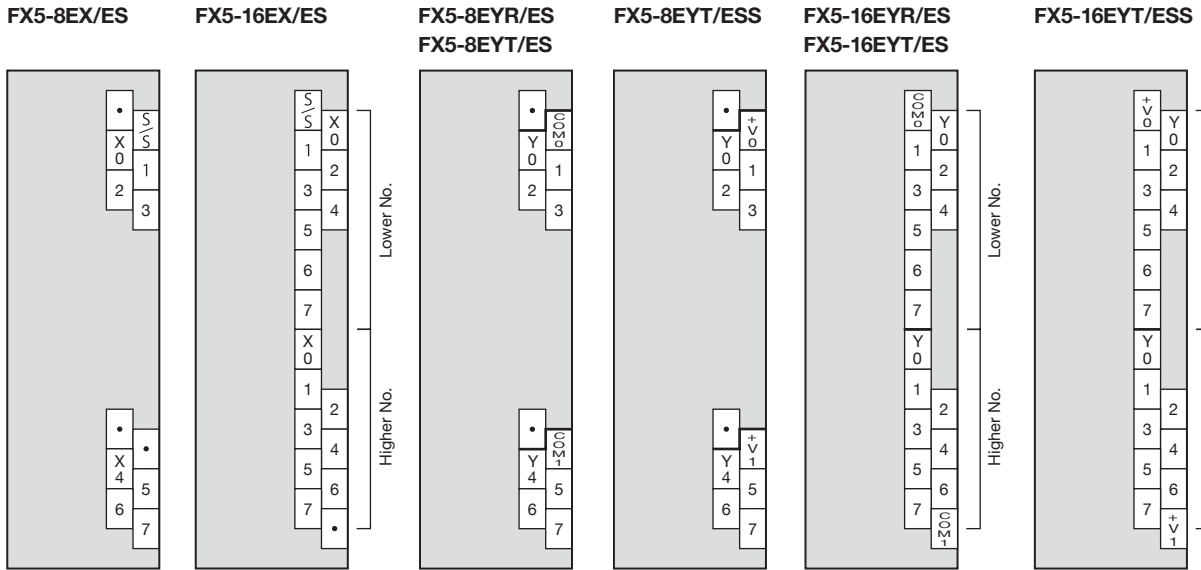 FX5-8EX/ES
FX5-16EX/ES
FX5-8EYR/ES
FX5-8EYT/ES
FX5-8EYT/ESS
FX5-16EYR/ES
FX5-16EYT/ES
FX5-16EYT/ESS
•
S/S
X0
1
2
3
•
•
X4
5
6
7
S/S
X0
1
2
3
4
5
6
7
X0
1
2
3
4
5
6
7
•
Lower No.
Higher No.
•
COM0
Y0
1
2
3
•
COM1
Y4
5
6
7
•
+V0
Y0
1
2
3
•
+V1
Y4
5
6
7
COM0
Y0
1
2
3
4
5
6
7
Y0
1
2
3
4
5
6
7
COM1
Lower No.
Higher No.
+V0
Y0
1
2
3
4
5
6
7
Y0
1
2
3
4
5
6
7
+V1